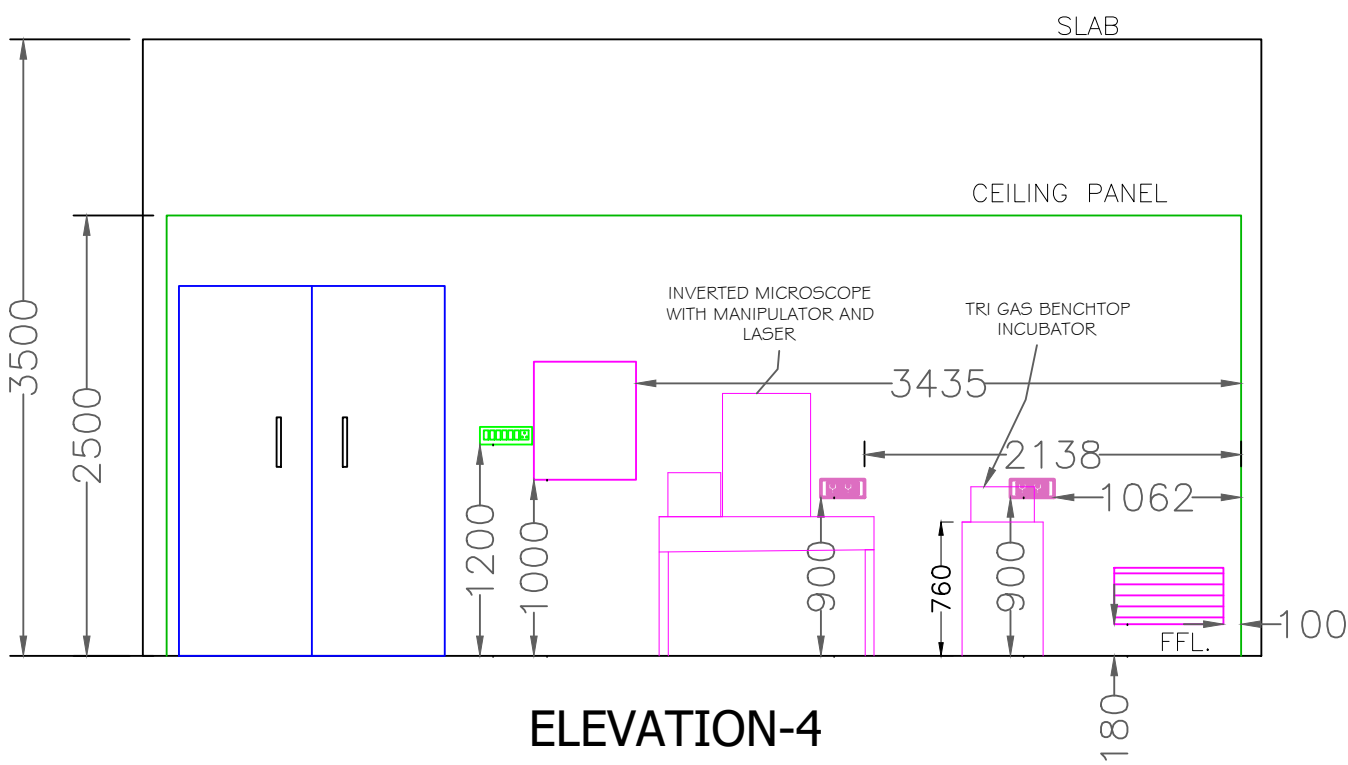 SLAB
CEILING PANEL
3500
2500
INVERTED MICROSCOPE
WITH MANIPULATOR AND
LASER
TRI GAS BENCHTOP
INCUBATOR
3435
2138
1062
1200
1000
900
760
900
100
FFL.
180
ELEVATION-4